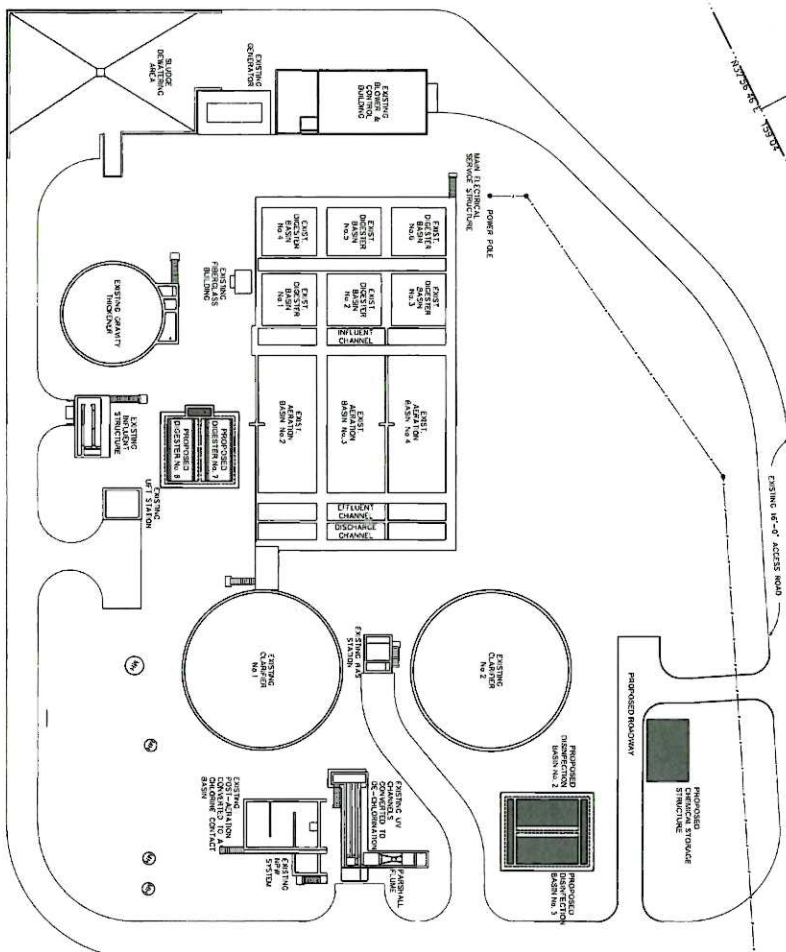 N37°56'46"E 159.04
SLUDGE
DEWATERING
AREA
EXISTING
GENERATOR
EXISTING
BLOWER &
CONTROL
BUILDING
MAIN ELECTRICAL
SERVICE STRUCTURE
POWER POLE
EXISTING 16'-0" ACCESS ROAD
EXIST.
DIGESTER
BASIN
No.4
EXIST.
DIGESTER
BASIN
No.5
EXIST.
DIGESTER
BASIN
No.6
EXIST.
DIGESTER
BASIN
No.1
EXIST.
DIGESTER
BASIN
No.2
EXIST.
DIGESTER
BASIN
No.3
EXISTING
FIBERGLASS
BUILDING
EXISTING GRAVITY
THICKENER
INFLUENT
CHANNEL
EXIST.
AERATION
BASIN No.2
EXIST.
AERATION
BASIN No.3
EXIST.
AERATION
BASIN No.4
EXISTING
INFLUENT
STRUCTURE
PROPOSED
DIGESTER No. 7
PROPOSED
DIGESTER No. 8
EXISTING
LIFT STATION
EFFLUENT
CHANNEL
DISCHARGE
CHANNEL
EXISTING
CLARIFIER
No.1
EXISTING RAS
STATION
EXISTING
CLARIFIER
No.2
PROPOSED ROADWAY
PROPOSED
CHEMICAL STORAGE
STRUCTURE
PROPOSED
DISINFECTION
BASIN No. 2
PROPOSED
DISINFECTION
BASIN No. 3
EXISTING UV
CHANNELS
CONVERTED TO
DE-CHLORINATION
PARSHALL
FLUME
EXISTING
POST-AERATION
CONVERTED TO A
CHLORINE CONTACT
BASIN
EXISTING
NPW
SYSTEM
MH